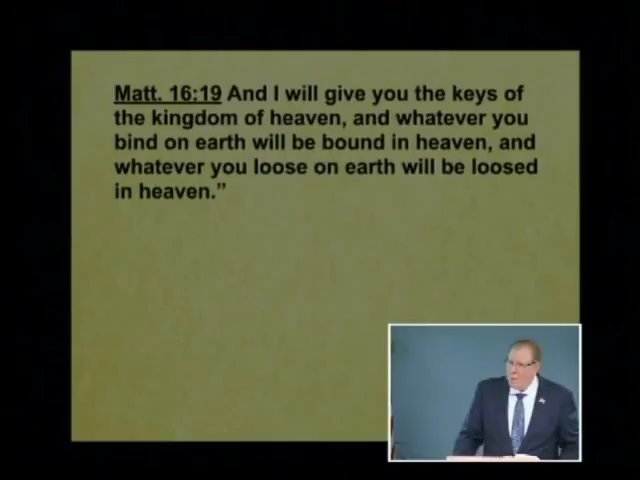 Matt. 16:19 And I will give you the keys of
the kingdom of heaven, and whatever you
bind on earth will be bound in heaven, and
whatever you loose on earth will be loosed
in heaven.”